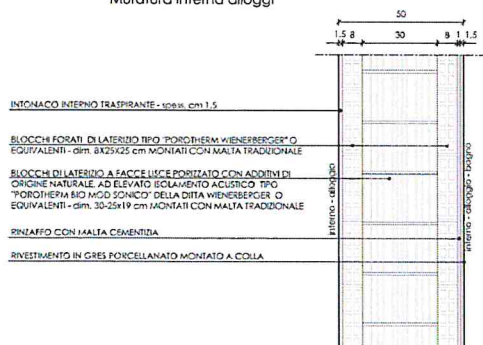 Muratura interna alloggi
50
1.5 8 30 8 1 1.5
INTONACO INTERNO TRASPIRANTE - spess. cm 1.5
BLOCCHI FORATI DI LATERIZIO TIPO "POROTHERM WIENERBERGER" O
EQUIVALENTI - dim. 8X25X25 cm MONTATI CON MALTA TRADIZIONALE
BLOCCHI DI LATERIZIO A FACCE LISCE PORIZZATO CON ADDITIVI DI
ORIGINE NATURALE, AD ELEVATO ISOLAMENTO ACUSTICO TIPO
"POROTHERM BIO MOD SONICO" DELLA DITTA WIENERBERGER O
EQUIVALENTI - dim. 30-25x19 cm MONTATI CON MALTA TRADIZIONALE
RINZAFFO CON MALTA CEMENTIZIA
RIVESTIMENTO IN GRES PORCELLANATO MONTATO A COLLA
interno - alloggio
interno - alloggio - bagno